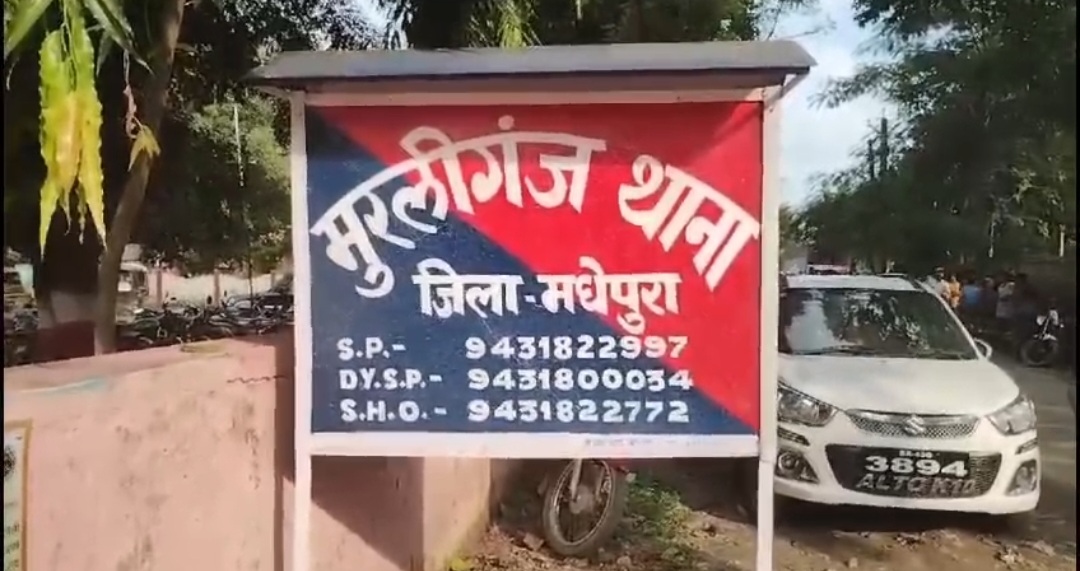 मुरलीगंज थाना
जिला-मधेपुरा
S.P.- 9431822997
DY.S.P.- 9431800034
S.H.O.- 9431822772
3894
ALTO K10